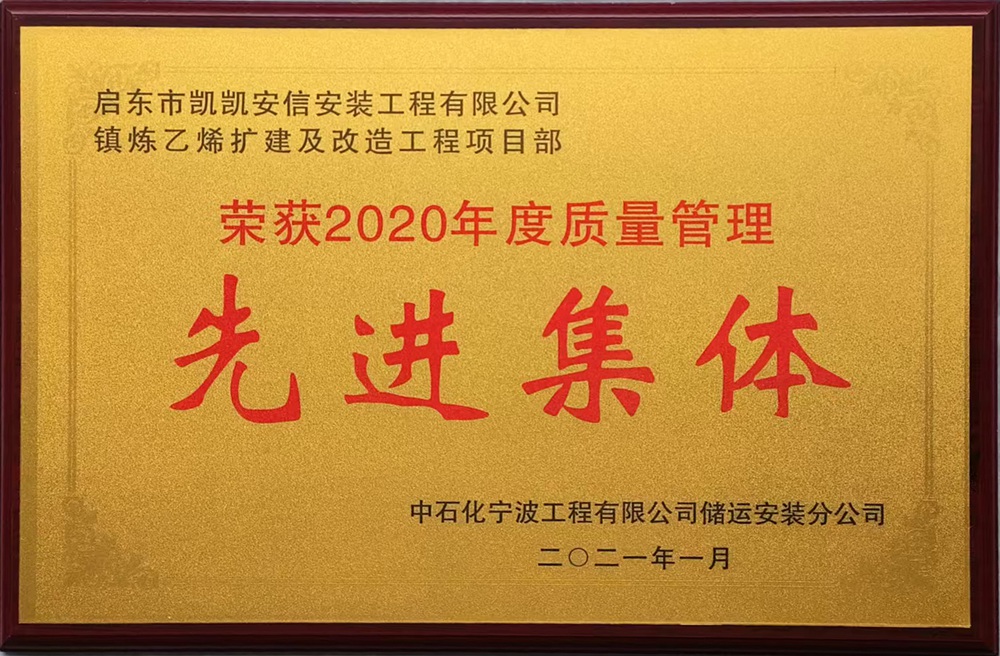 启东市凯凯安信安装工程有限公司
镇炼乙烯扩建及改造工程项目部
荣获2020年度质量管理
先进集体
中石化宁波工程有限公司储运安装分公司
二〇二一年一月